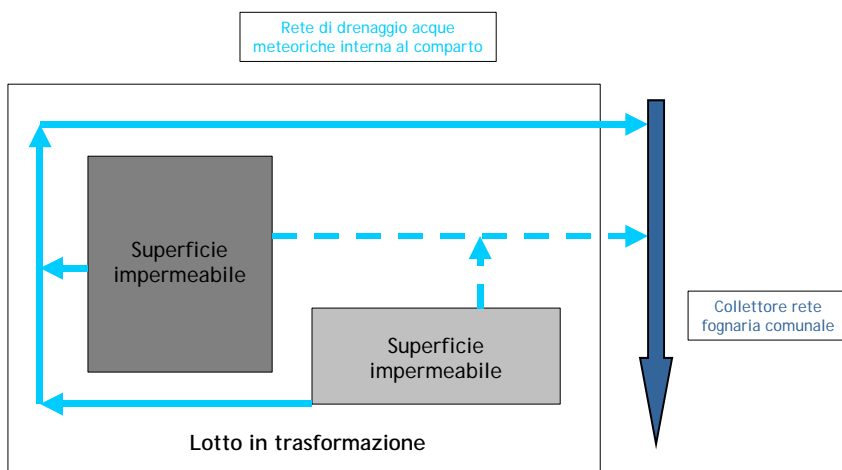 Rete di drenaggio acque
meteoriche interna al comparto
Superficie
impermeabile
Collettore rete
fognaria comunale
Superficie
impermeabile
Lotto in trasformazione